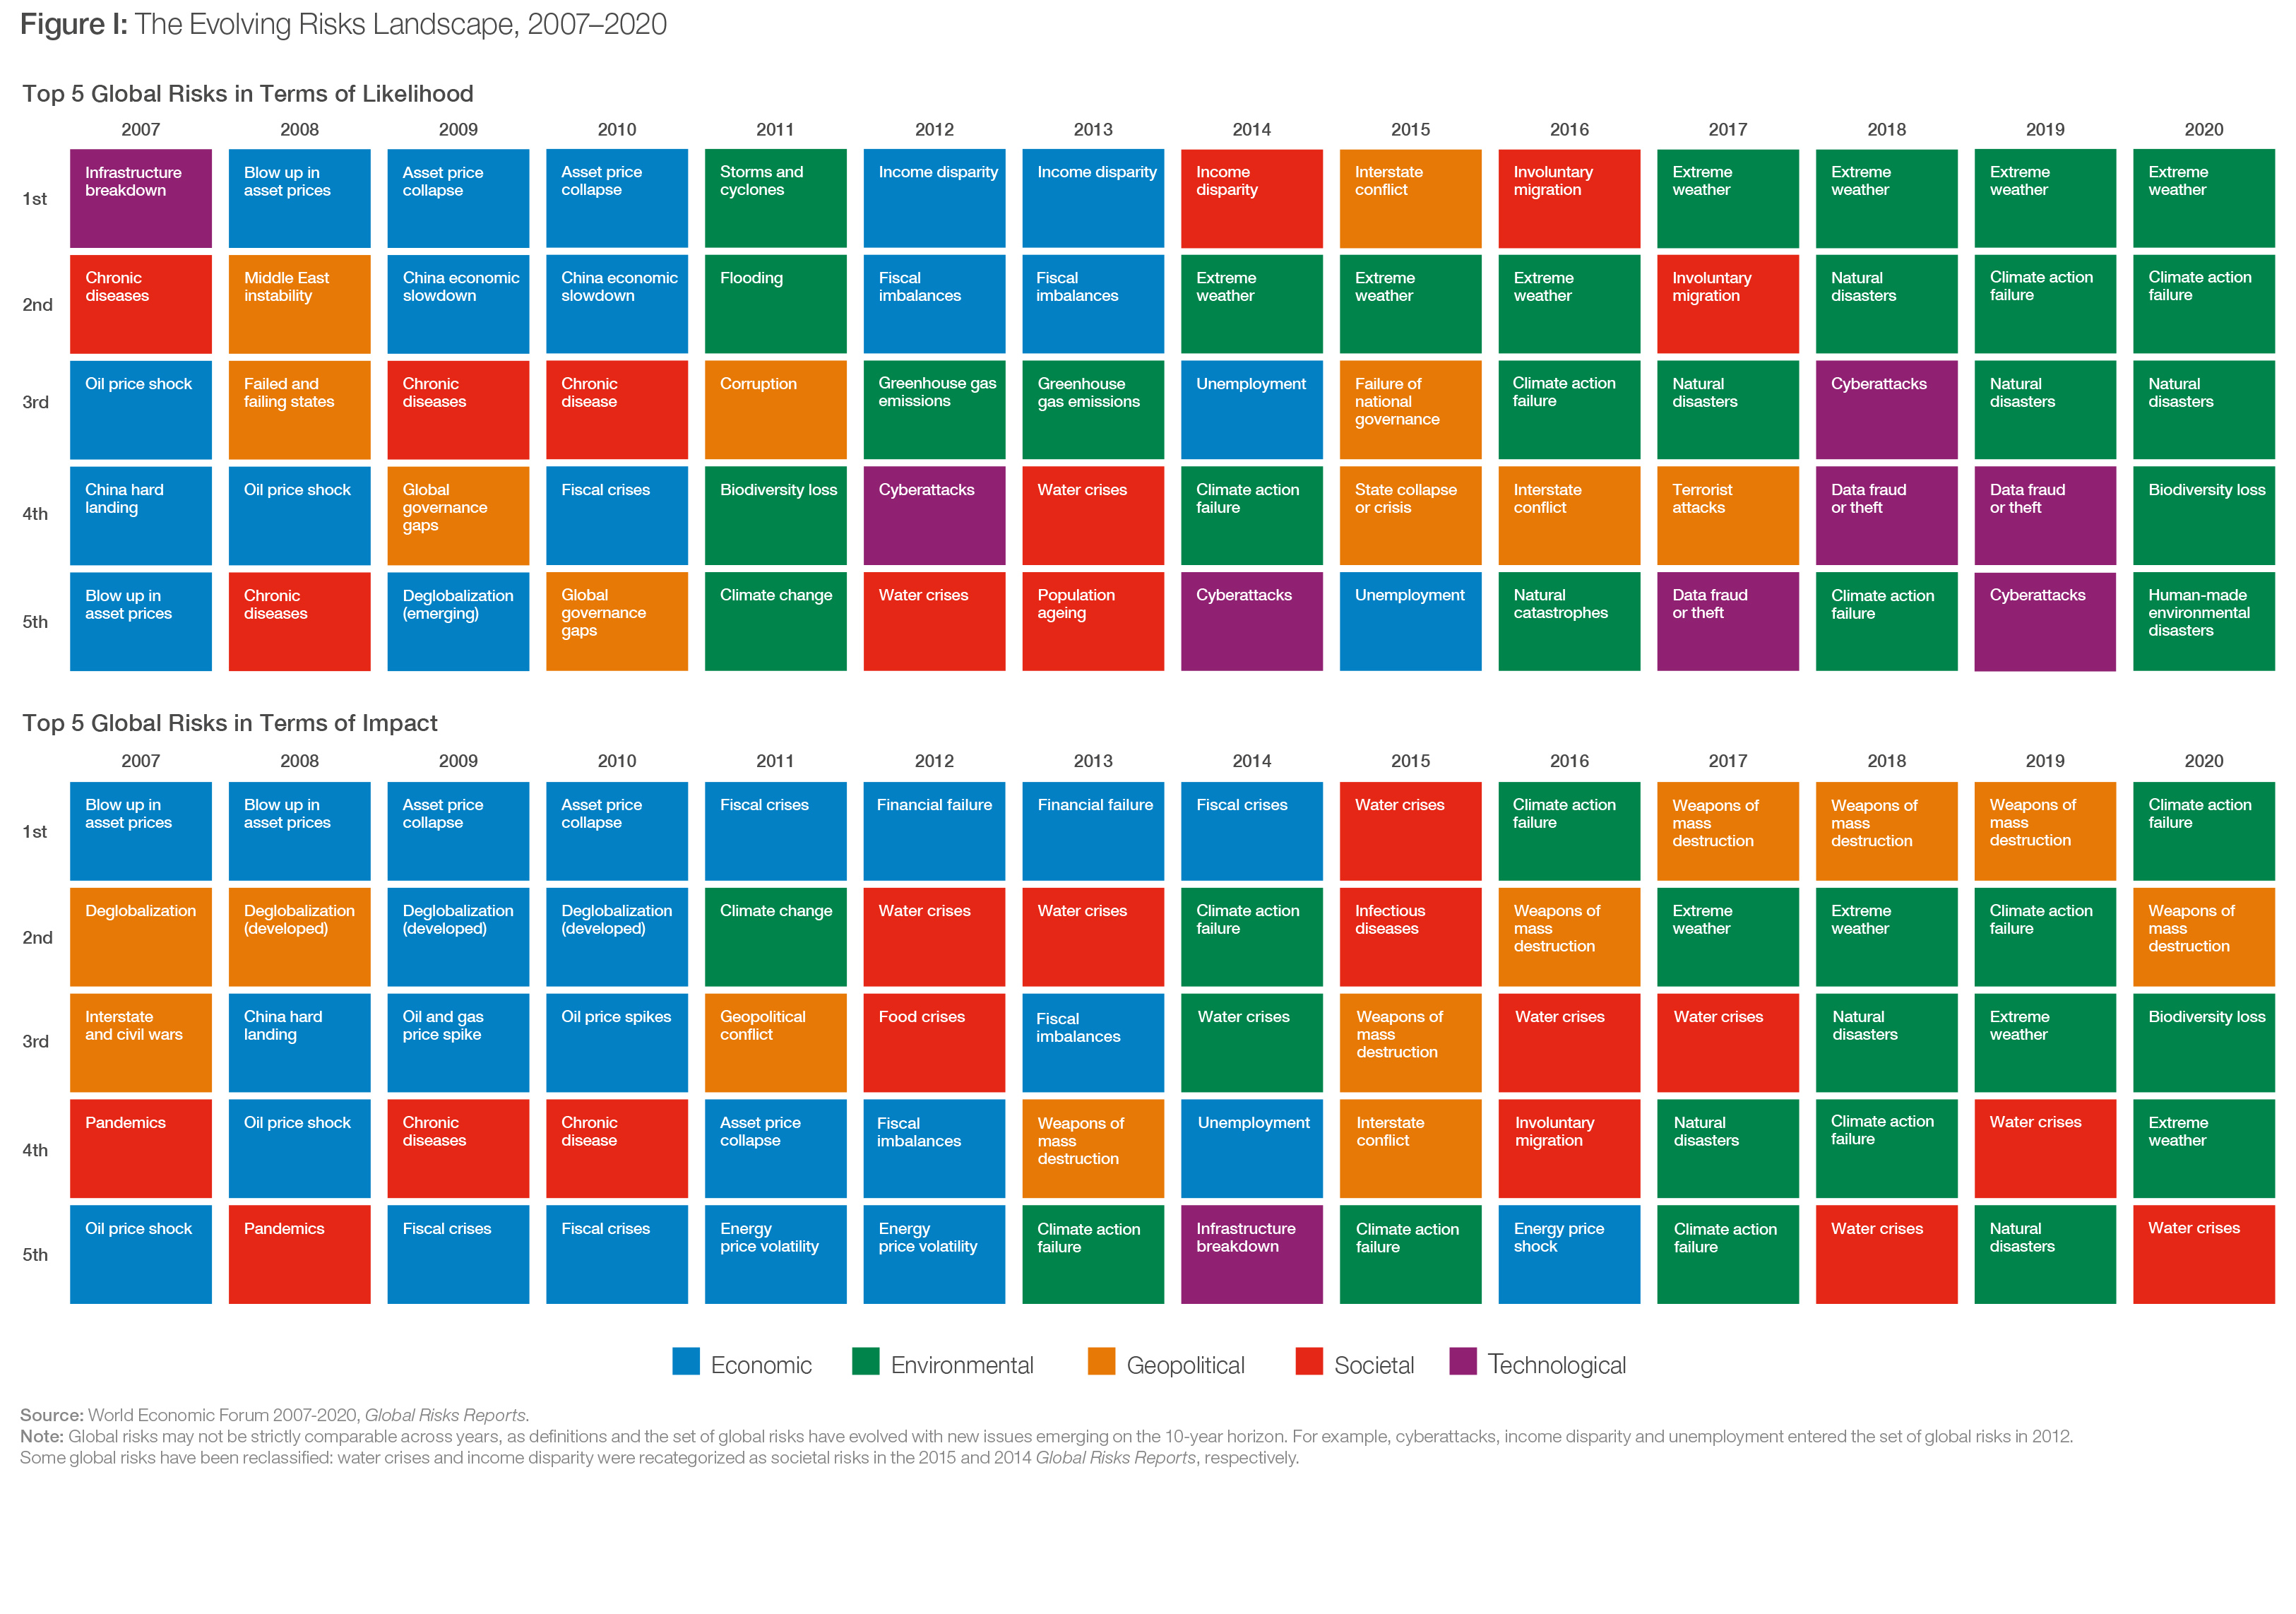 Figure I: The Evolving Risks Landscape, 2007–2020
Top 5 Global Risks in Terms of Likelihood
2007 2008 2009 2010 2011 2012 2013 2014 2015 2016 2017 2018 2019 2020
1st
Infrastructure
breakdown
Blow up in
asset prices
Asset price
collapse
Asset price
collapse
Storms and
cyclones
Income disparity
Income disparity
Income
disparity
Interstate
conflict
Involuntary
migration
Extreme
weather
Extreme
weather
Extreme
weather
Extreme
weather
2nd
Chronic
diseases
Middle East
instability
China economic
slowdown
China economic
slowdown
Flooding
Fiscal
imbalances
Fiscal
imbalances
Extreme
weather
Extreme
weather
Extreme
weather
Involuntary
migration
Natural
disasters
Climate action
failure
Climate action
failure
3rd
Oil price shock
Failed and
failing states
Chronic
diseases
Chronic
disease
Corruption
Greenhouse gas
emissions
Greenhouse
gas emissions
Unemployment
Failure of
national
governance
Climate action
failure
Natural
disasters
Cyberattacks
Natural
disasters
Natural
disasters
4th
China hard
landing
Oil price shock
Global
governance
gaps
Fiscal crises
Biodiversity loss
Cyberattacks
Water crises
Climate action
failure
State collapse
or crisis
Interstate
conflict
Terrorist
attacks
Data fraud
or theft
Data fraud
or theft
Biodiversity loss
5th
Blow up in
asset prices
Chronic
diseases
Deglobalization
(emerging)
Global
governance
gaps
Climate change
Water crises
Population
ageing
Cyberattacks
Unemployment
Natural
catastrophes
Data fraud
or theft
Climate action
failure
Cyberattacks
Human-made
environmental
disasters
Top 5 Global Risks in Terms of Impact
2007 2008 2009 2010 2011 2012 2013 2014 2015 2016 2017 2018 2019 2020
1st
Blow up in
asset prices
Blow up in
asset prices
Asset price
collapse
Asset price
collapse
Fiscal crises
Financial failure
Financial failure
Fiscal crises
Water crises
Climate action
failure
Weapons of
mass
destruction
Weapons of
mass
destruction
Weapons of
mass
destruction
Climate action
failure
2nd
Deglobalization
Deglobalization
(developed)
Deglobalization
(developed)
Deglobalization
(developed)
Climate change
Water crises
Water crises
Climate action
failure
Infectious
diseases
Weapons of
mass
destruction
Extreme
weather
Extreme
weather
Climate action
failure
Weapons of
mass
destruction
3rd
Interstate
and civil wars
China hard
landing
Oil and gas
price spike
Oil price spikes
Geopolitical
conflict
Food crises
Fiscal
imbalances
Water crises
Weapons of
mass
destruction
Water crises
Water crises
Natural
disasters
Extreme
weather
Biodiversity loss
4th
Pandemics
Oil price shock
Chronic
diseases
Chronic
disease
Asset price
collapse
Fiscal
imbalances
Weapons of
mass
destruction
Unemployment
Interstate
conflict
Involuntary
migration
Natural
disasters
Climate action
failure
Water crises
Extreme
weather
5th
Oil price shock
Pandemics
Fiscal crises
Fiscal crises
Energy
price volatility
Energy
price volatility
Climate action
failure
Infrastructure
breakdown
Climate action
failure
Energy price
shock
Climate action
failure
Water crises
Natural
disasters
Water crises
Economic Environmental Geopolitical Societal Technological
Source: World Economic Forum 2007-2020, Global Risks Reports.
Note: Global risks may not be strictly comparable across years, as definitions and the set of global risks have evolved with new issues emerging on the 10-year horizon. For example, cyberattacks, income disparity and unemployment entered the set of global risks in 2012.
Some global risks have been reclassified: water crises and income disparity were recategorized as societal risks in the 2015 and 2014 Global Risks Reports, respectively.